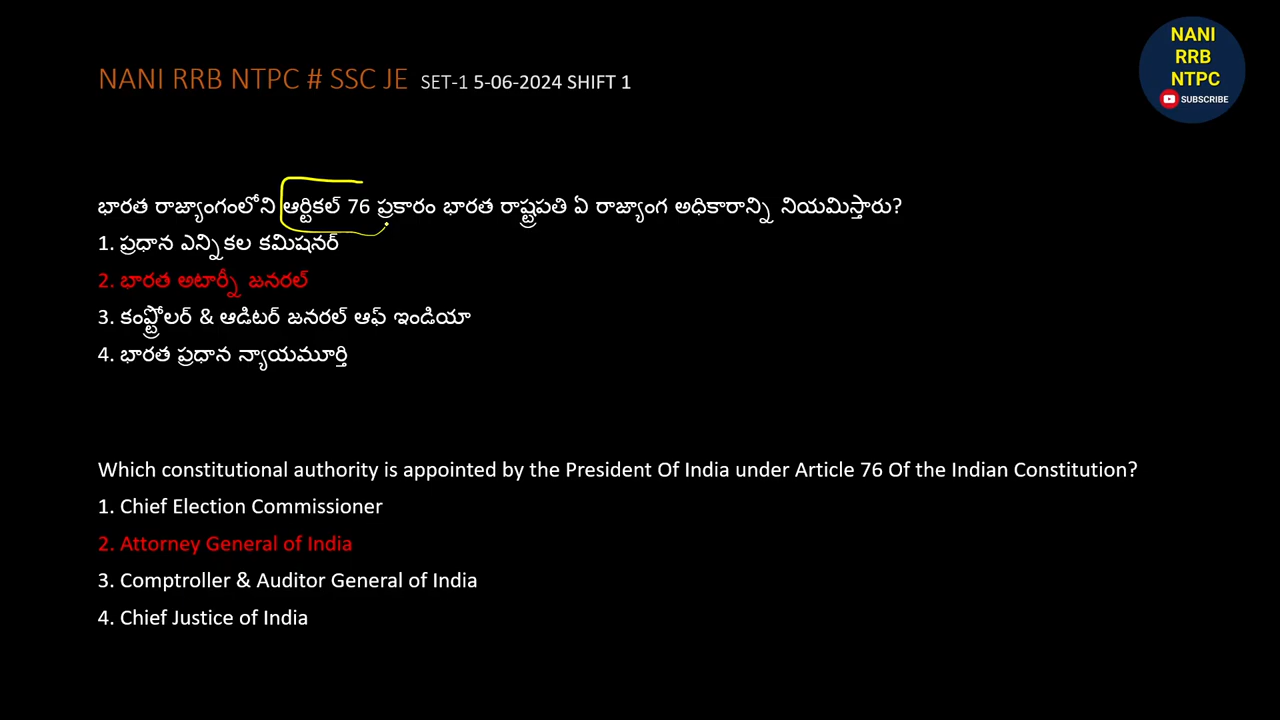 NANI RRB NTPC # SSC JE SET-1 5-06-2024 SHIFT 1
NANI
RRB
NTPC
SUBSCRIBE
భారత రాజ్యాంగంలోని ఆర్టికల్ 76 ప్రకారం భారత రాష్ట్రపతి ఏ రాజ్యాంగ అధికారాన్ని నియమిస్తారు?
1. ప్రధాన ఎన్నికల కమిషనర్
2. భారత అటార్నీ జనరల్
3. కంప్ట్రోలర్ & ఆడిటర్ జనరల్ ఆఫ్ ఇండియా
4. భారత ప్రధాన న్యాయమూర్తి
Which constitutional authority is appointed by the President Of India under Article 76 Of the Indian Constitution?
1. Chief Election Commissioner
2. Attorney General of India
3. Comptroller & Auditor General of India
4. Chief Justice of India